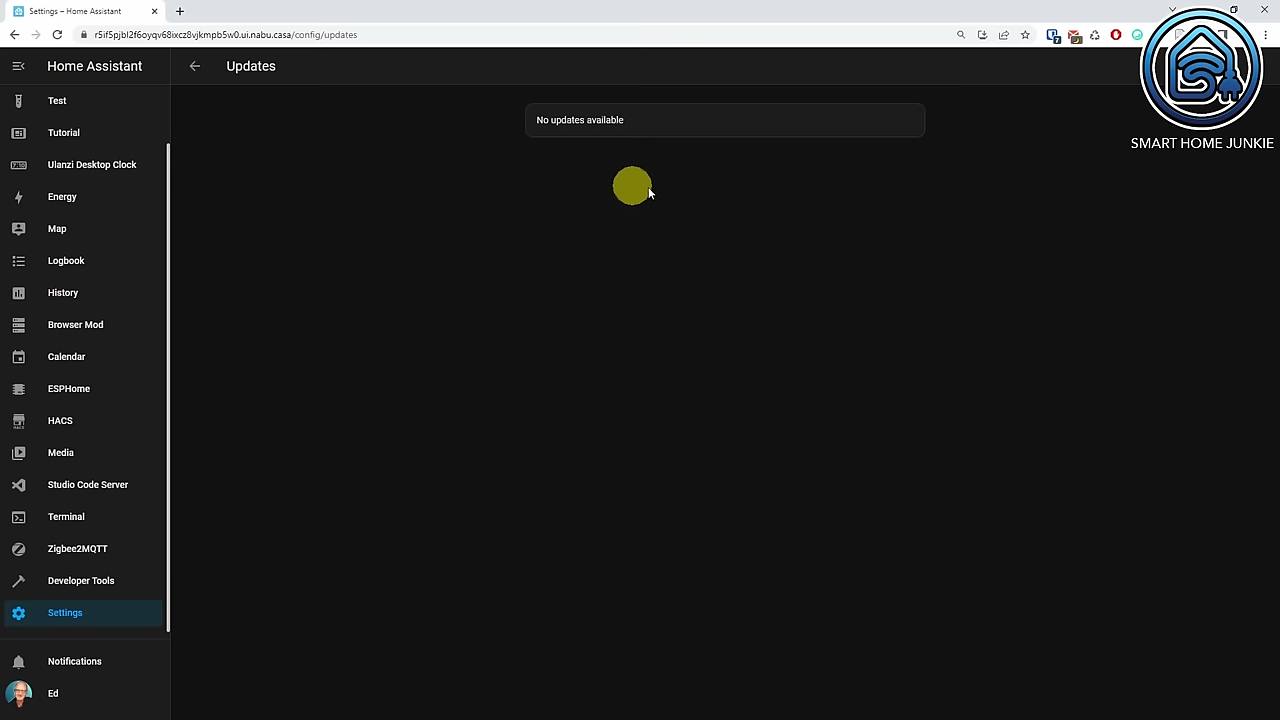 Settings – Home Assistant
r5if5pjbl2f6oyqv68ixcz8vjkmpb5w0.ui.nabu.casa/config/updates
Home Assistant
Updates
Test
No updates available
Tutorial
SMART HOME JUNKIE
Ulanzi Desktop Clock
Energy
Map
Logbook
History
Browser Mod
Calendar
ESPHome
HACS
Media
Studio Code Server
Terminal
Zigbee2MQTT
Developer Tools
Settings
Notifications
Ed